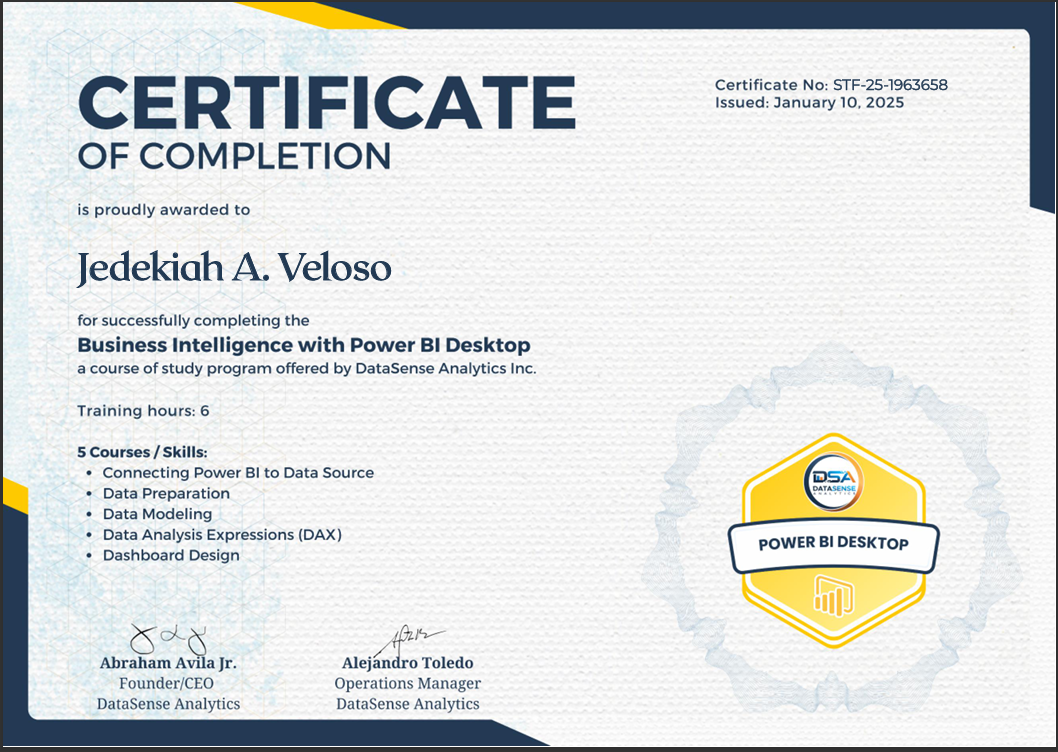 CERTIFICATE
OF COMPLETION
Certificate No: STF-25-1963658
Issued: January 10, 2025
is proudly awarded to
Jedekiah A. Veloso
for successfully completing the
Business Intelligence with Power BI Desktop
a course of study program offered by DataSense Analytics Inc.
Training hours: 6
5 Courses / Skills:
• Connecting Power BI to Data Source
• Data Preparation
• Data Modeling
• Data Analysis Expressions (DAX)
• Dashboard Design
DSA
DATASENSE
ANALYTICS
POWER BI DESKTOP
Abraham Avila Jr.
Founder/CEO
DataSense Analytics
Alejandro Toledo
Operations Manager
DataSense Analytics